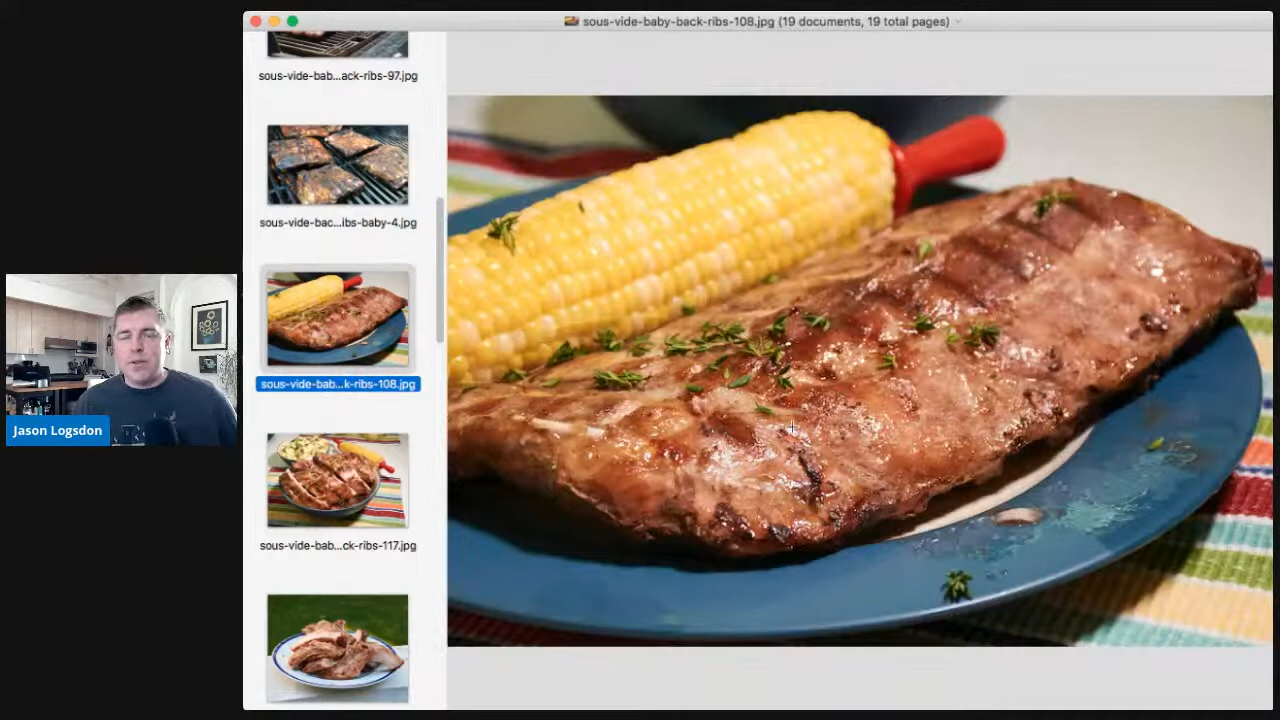 sous-vide-baby-back-ribs-108.jpg (19 documents, 19 total pages)
sous-vide-bab...ack-ribs-97.jpg
sous-vide-bac...ibs-baby-4.jpg
sous-vide-bab...k-ribs-108.jpg
sous-vide-bab...ck-ribs-117.jpg
Jason Logsdon